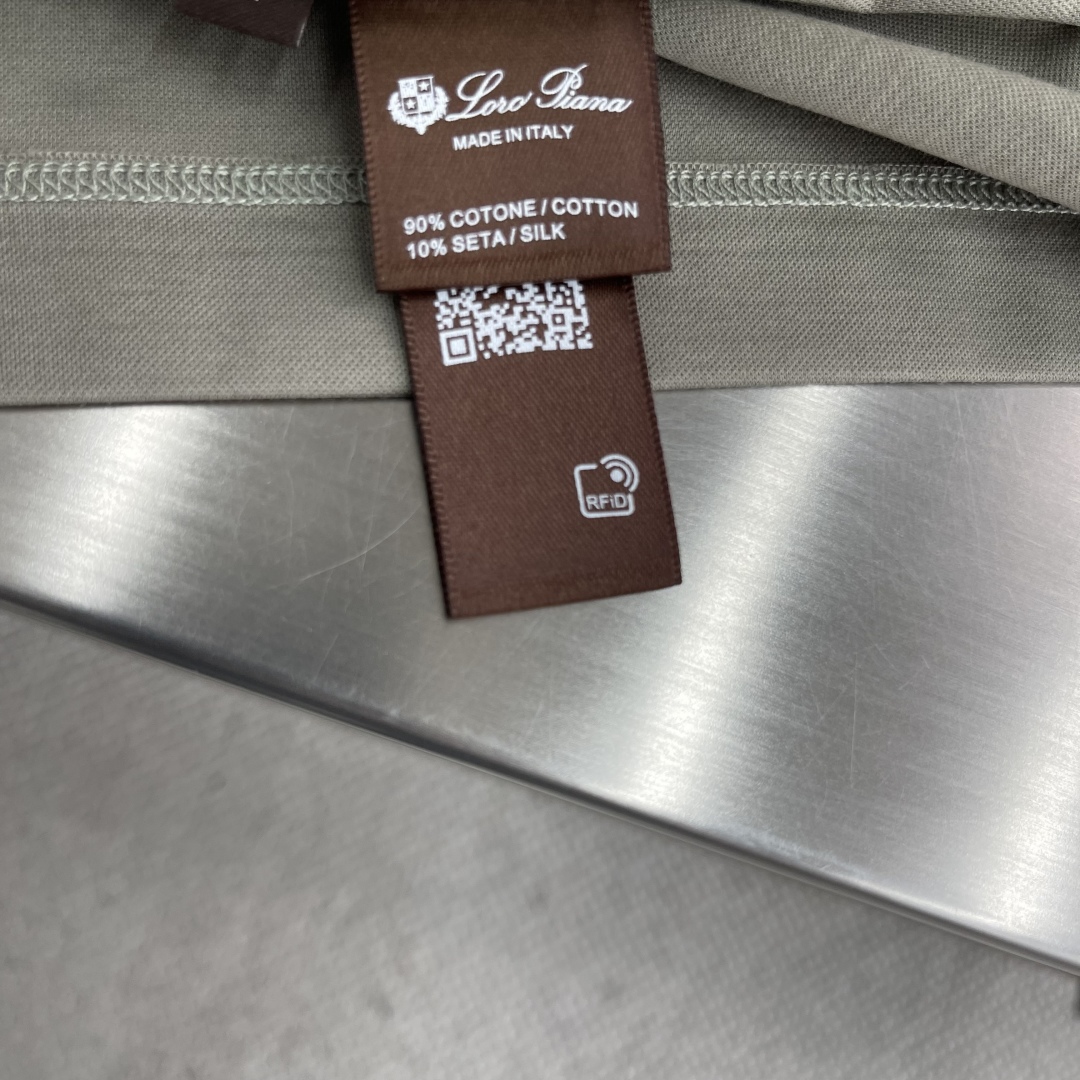 Loro Piana
MADE IN ITALY
90% COTONE / COTTON
10% SETA / SILK
RFiD